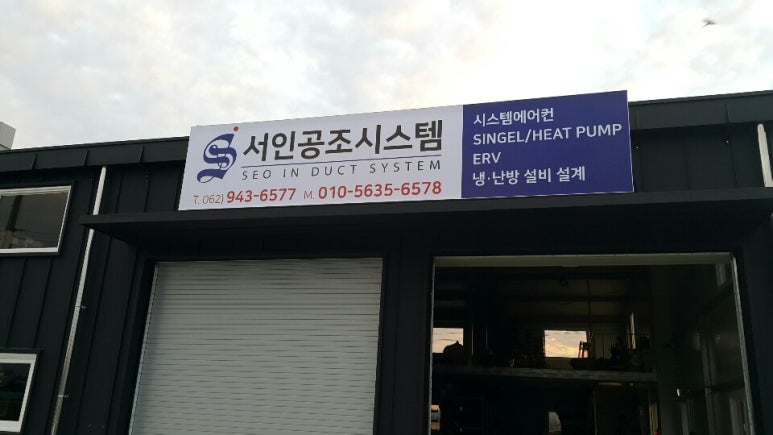 서인공조시스템
SEO IN DUCT SYSTEM
T. 062) 943-6577 M. 010-5635-6578
시스템에어컨
SINGEL/HEAT PUMP
ERV
냉·난방 설비 설계